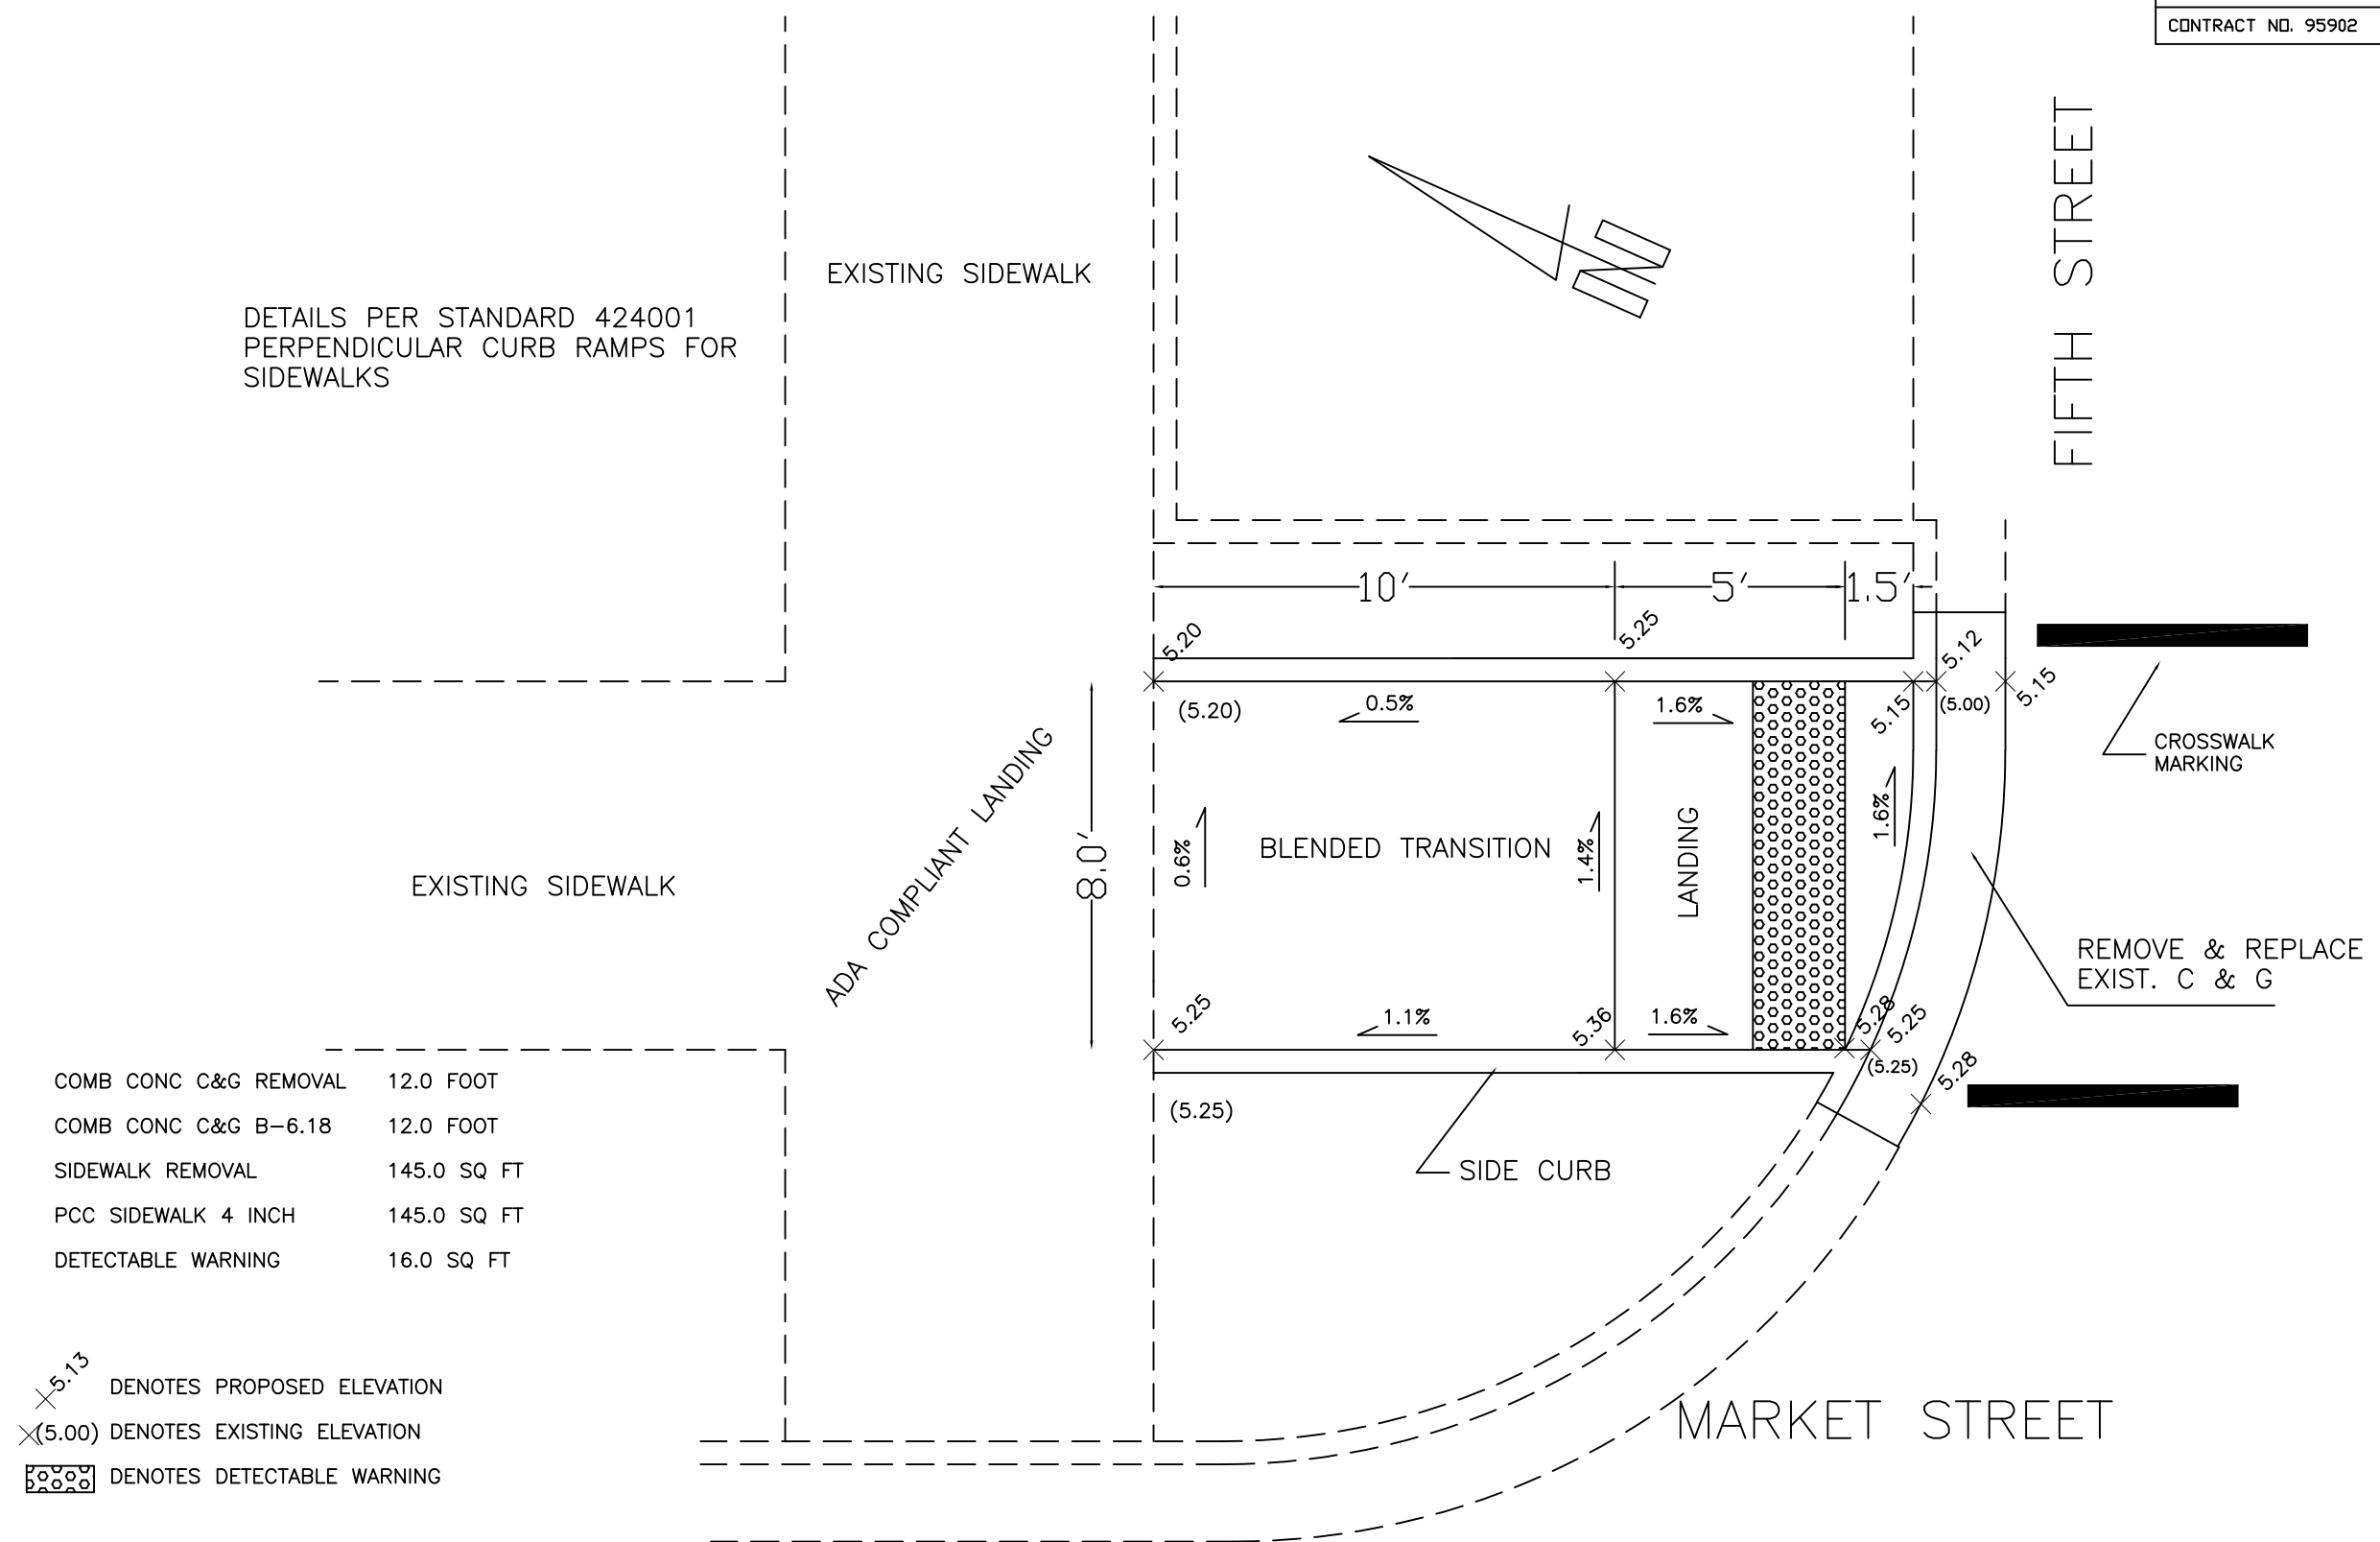 CONTRACT NO. 95902
FIFTH STREET
N
EXISTING SIDEWALK
DETAILS PER STANDARD 424001
PERPENDICULAR CURB RAMPS FOR
SIDEWALKS
10'
5'
1.5'
5.20
5.25
5.12
5.15
(5.20)
0.5%
1.6%
5.15
(5.00)
CROSSWALK
MARKING
ADA COMPLIANT LANDING
8.0'
0.6%
BLENDED TRANSITION
1.4%
LANDING
1.6%
EXISTING SIDEWALK
REMOVE & REPLACE
EXIST. C & G
5.25
1.1%
5.36
1.6%
5.28
5.25
(5.25)
5.28
(5.25)
SIDE CURB
COMB CONC C&G REMOVAL 12.0 FOOT
COMB CONC C&G B-6.18 12.0 FOOT
SIDEWALK REMOVAL 145.0 SQ FT
PCC SIDEWALK 4 INCH 145.0 SQ FT
DETECTABLE WARNING 16.0 SQ FT
5.13 DENOTES PROPOSED ELEVATION
(5.00) DENOTES EXISTING ELEVATION
DENOTES DETECTABLE WARNING
MARKET STREET